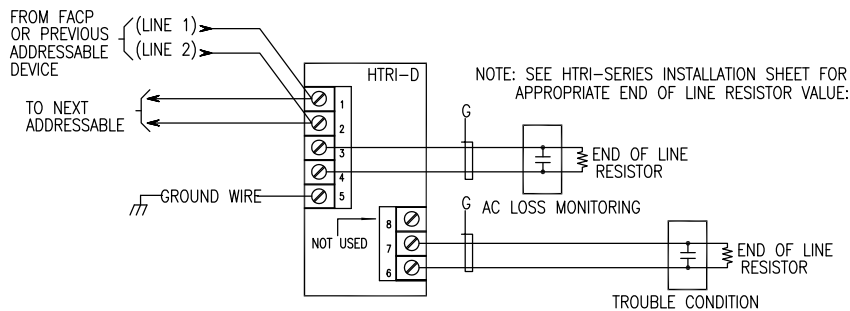 FROM FACP
OR PREVIOUS
ADDRESSABLE
DEVICE
(LINE 1)
(LINE 2)
HTRI-D
NOTE: SEE HTRI-SERIES INSTALLATION SHEET FOR
APPROPRIATE END OF LINE RESISTOR VALUE:
TO NEXT
ADDRESSABLE
1
2
3
4
5
G
END OF LINE
RESISTOR
GROUND WIRE
G
AC LOSS MONITORING
NOT USED
8
7
6
END OF LINE
RESISTOR
TROUBLE CONDITION